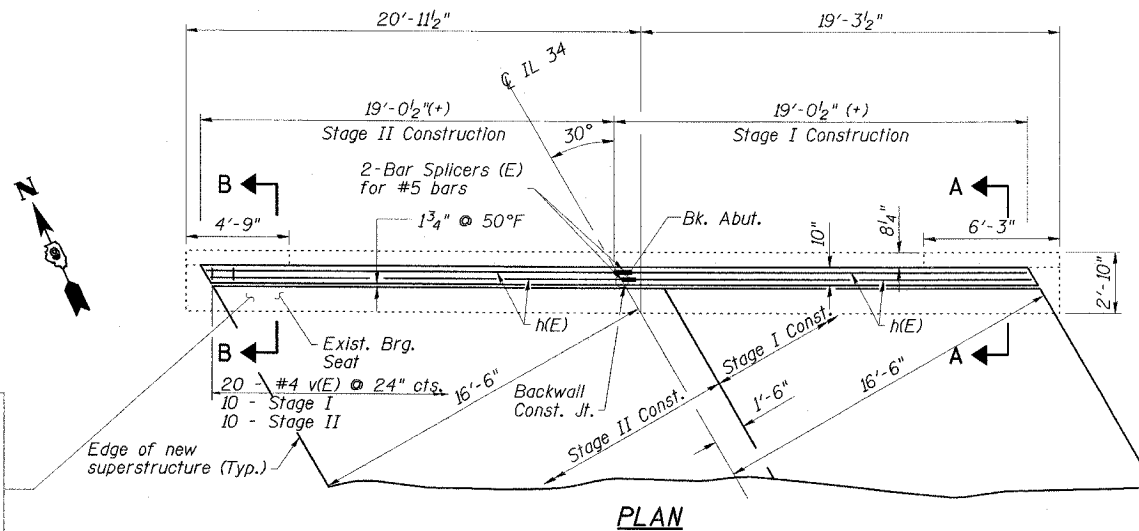 20'-11½"
19'-3½"
℄ IL 34
19'-0½"(+)
Stage II Construction
19'-0½" (+)
Stage I Construction
30°
2-Bar Splicers (E)
for #5 bars
B
A
N
4'-9"
1¾" @ 50°F
Bk. Abut.
10"
8¼"
6'-3"
2'-10"
h(E)
h(E)
B
Exist. Brg.
Seat
A
20 - #4 v(E) @ 24" cts.
10 - Stage I
10 - Stage II
16'-6"
Backwall
Const. Jt.
Stage I Const.
Stage II Const.
1'-6"
16'-6"
Edge of new
superstructure (Typ.)
PLAN